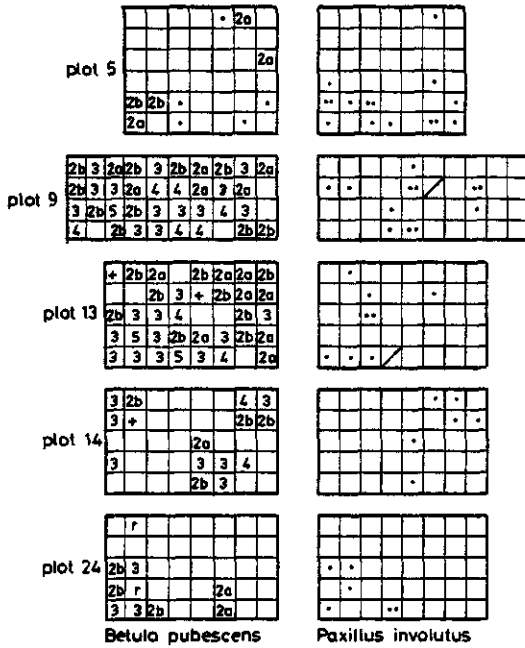 • 2a
plot 5
2a
2b 2b • •
2a • • •
2b 3 2a 2b 3 2b 2a 2b 3 2a
2b 3 3 2a 4 4 2a 3 2a
plot 9
3 2b 5 2b 3 3 3 4 3
4 2b 3 3 4 4 2b 2b
+ 2b 2a 2b 2a 2a 2b
2b 3 + 2b 2a 2a
plot 13
2b 3 3 4 2b 3
3 5 3 2b 2a 3 2b 2a
3 3 3 5 3 4 2a
3 2b 4 3
3 + 2b 2b
plot 14
2a
3 3 3 4
2b 3
r
plot 24
2b 3
2b r 2a
3 3 2b 2a
Betula pubescens
Paxillus involutus